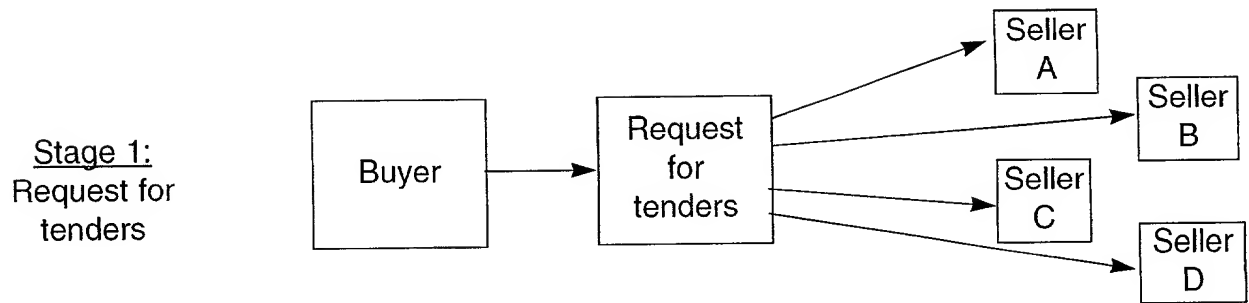 Stage 1:
Request for
tenders
Buyer
Request
for
tenders
Seller
A
Seller
B
Seller
C
Seller
D